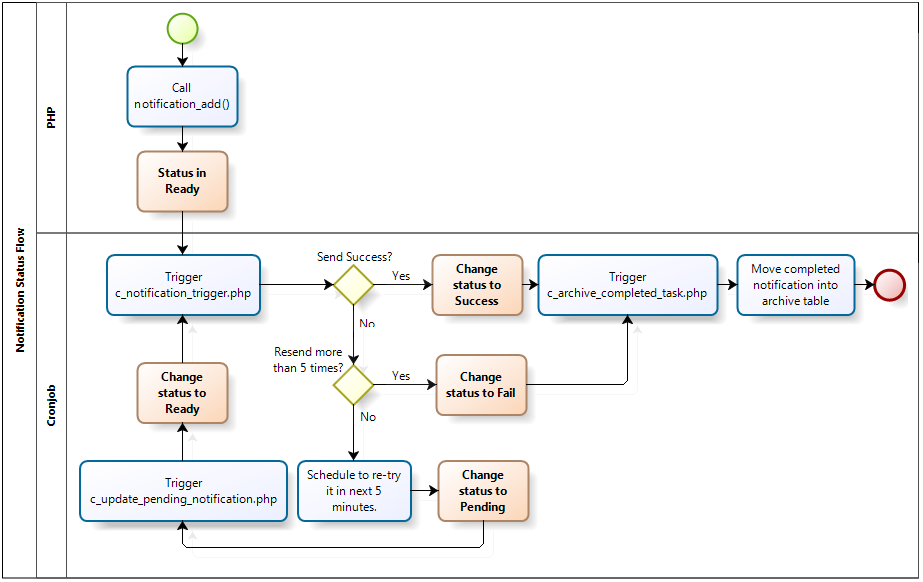 Notification Status Flow
PHP
Call
notification_add()
Status in
Ready
Cronjob
Trigger
c_notification_trigger.php
Send Success?
Yes
Change
status to
Success
Trigger
c_archive_completed_task.php
Move completed
notification into
archive table
No
Resend more
than 5 times?
Yes
Change
status to Fail
No
Change
status to
Ready
Trigger
c_update_pending_notification.php
Schedule to re-try
it in next 5
minutes.
Change
status to
Pending